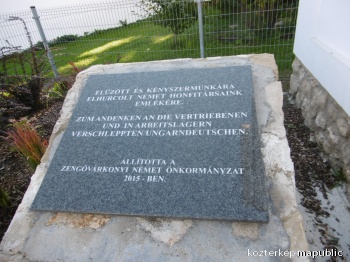 ELŰZÖTT ÉS KÉNYSZERMUNKÁRA
ELHURCOLT NÉMET HONFITÁRSAINK
EMLÉKÉRE.
ZUM ANDENKEN AN DIE VERTRIEBENEN
UND IN ARBEITSLAGERN
VERSCHLEPPTEN UNGARNDEUTSCHEN.
ÁLLÍTOTTA A
ZENGŐVÁRKONYI NÉMET ÖNKORMÁNYZAT
2015 - BEN.
kozterkep mapublic